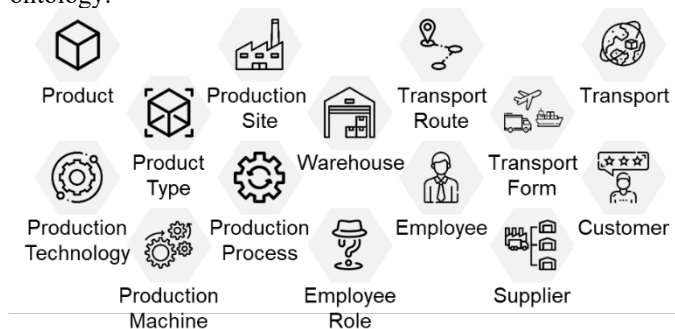 ontology.
Product
Production
Site
Transport
Route
Transport
Product
Type
Warehouse
Transport
Form
Production
Technology
Production
Process
Employee
Customer
Production
Machine
Employee
Role
Supplier